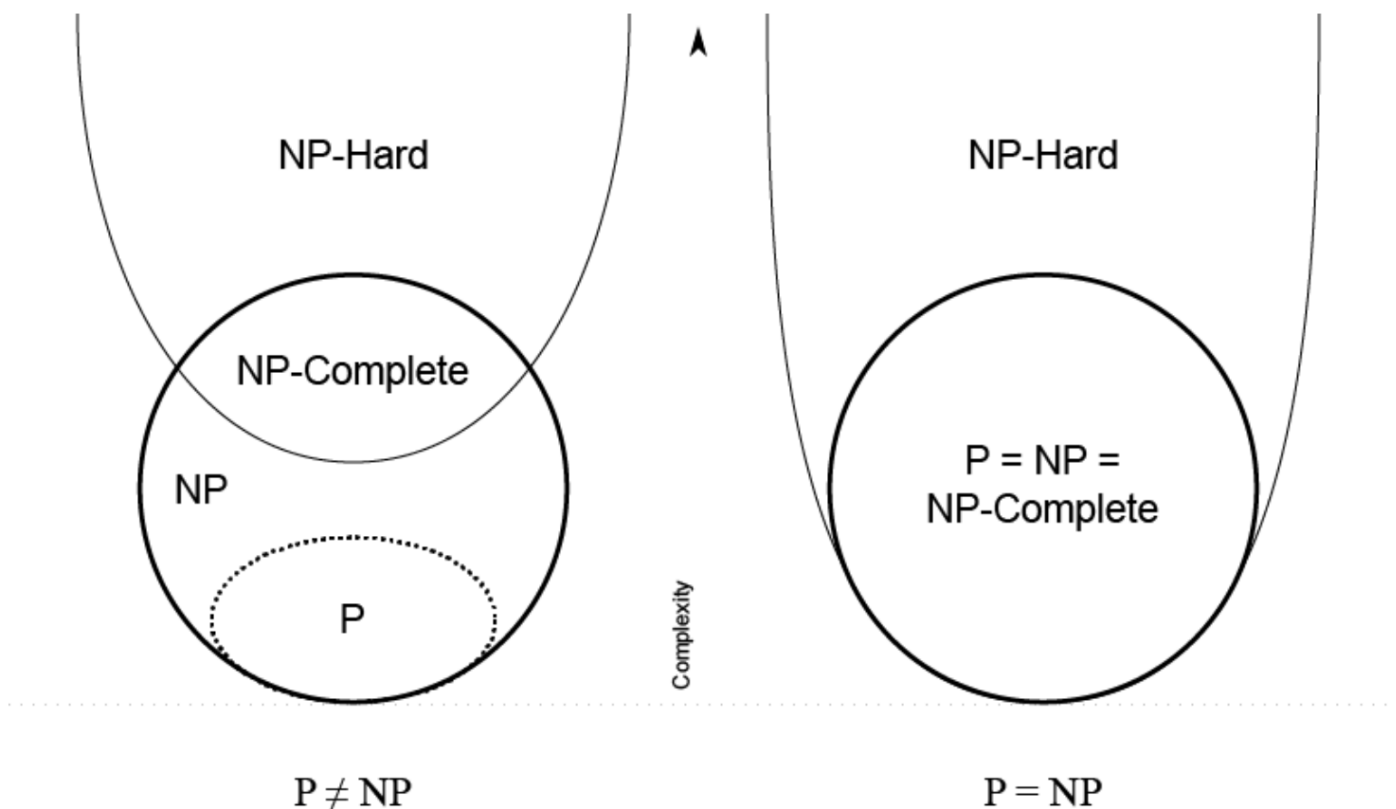 NP-Hard
NP-Complete
NP
P
P ≠ NP
Complexity
NP-Hard
P = NP =
NP-Complete
P = NP